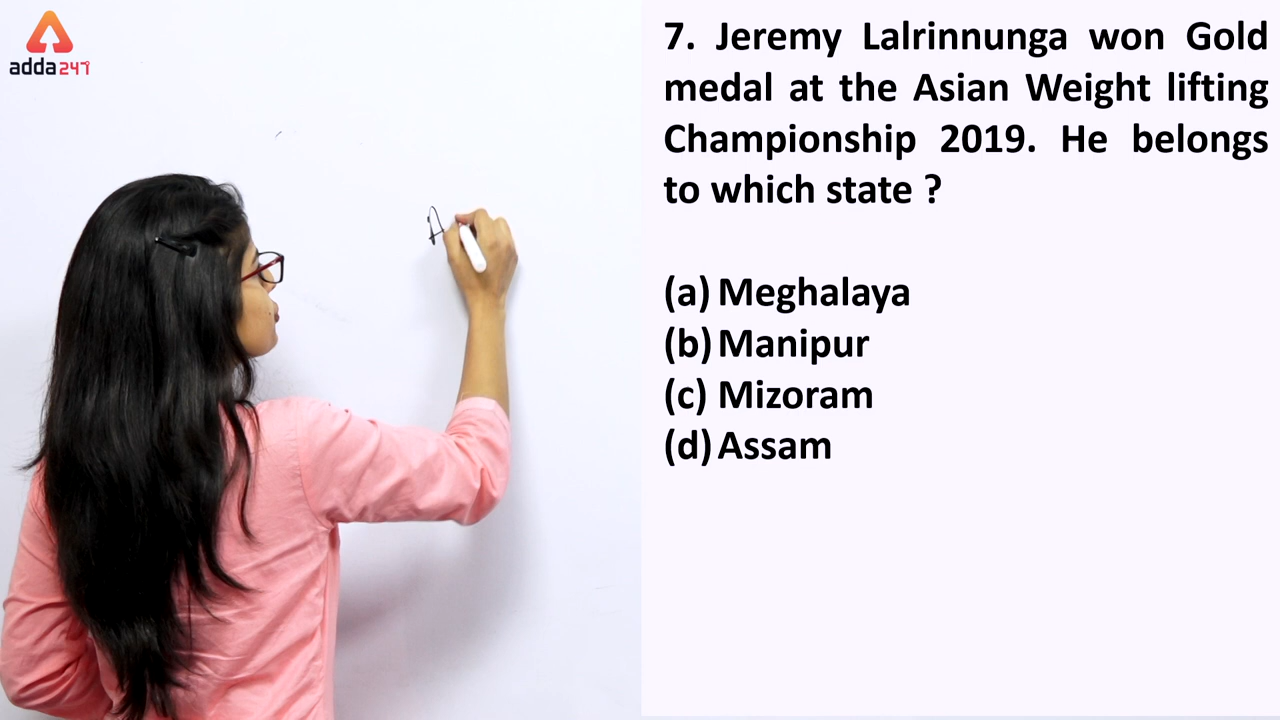 adda247
7. Jeremy Lalrinnunga won Gold
medal at the Asian Weight lifting
Championship 2019. He belongs
to which state ?
(a) Meghalaya
(b) Manipur
(c) Mizoram
(d) Assam